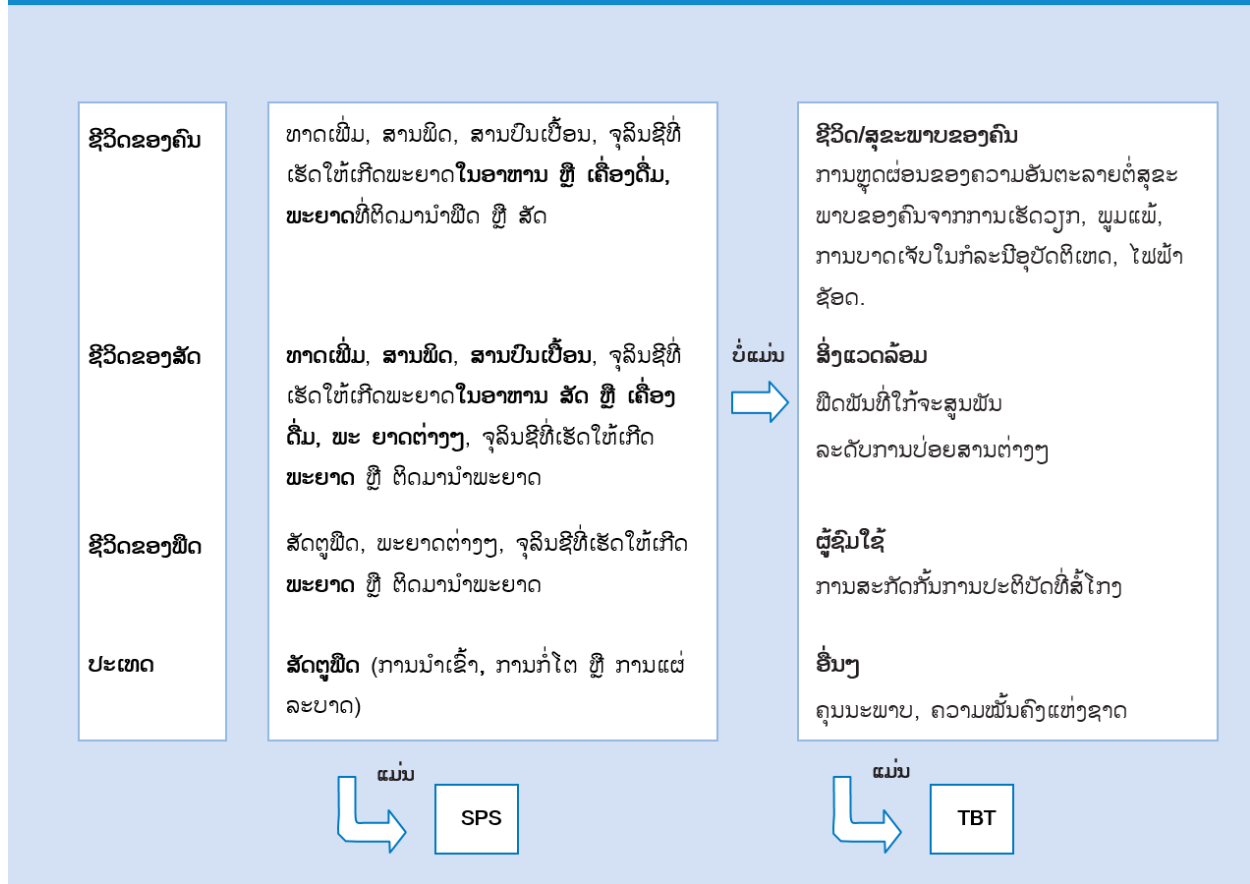 ຊີວິດຂອງຄົນ
ທາດເພີ່ມ, ສານພິດ, ສານປົນເປື້ອນ, ຈຸລິນຊີທີ່
ເຮັດໃຫ້ເກີດພະຍາດໃນອາຫານ ຫຼື ເຄື່ອງດື່ມ,
ພະຍາດທີ່ຕິດມານຳພືດ ຫຼື ສັດ
ຊີວິດຂອງສັດ
ທາດເພີ່ມ, ສານພິດ, ສານປົນເປື້ອນ, ຈຸລິນຊີທີ່
ເຮັດໃຫ້ເກີດພະຍາດໃນອາຫານ ສັດ ຫຼື ເຄື່ອງ
ດື່ມ, ພະ ຍາດຕ່າງໆ, ຈຸລິນຊີທີ່ເຮັດໃຫ້ເກີດ
ພະຍາດ ຫຼື ຕິດມານຳພະຍາດ
ຊີວິດຂອງພືດ
ສັດຕູພືດ, ພະຍາດຕ່າງໆ, ຈຸລິນຊີທີ່ເຮັດໃຫ້ເກີດ
ພະຍາດ ຫຼື ຕິດມານຳພະຍາດ
ປະເທດ
ສັດຕູພືດ (ການນຳເຂົ້າ, ການກໍ່ໂຕ ຫຼື ການແຜ່
ລະບາດ)
ບໍ່ແມ່ນ
ຊີວິດ/ສຸຂະພາບຂອງຄົນ
ການຫຼຸດຜ່ອນຂອງຄວາມອັນຕະລາຍຕໍ່ສຸຂະ
ພາບຂອງຄົນຈາກການເຮັດວຽກ, ພູມແພ້,
ການບາດເຈັບໃນກໍລະນີອຸບັດຕິເຫດ, ໄຟຟ້າ
ຊັອດ.
ສິ່ງແວດລ້ອມ
ພືດພັນທີ່ໃກ້ຈະສູນພັນ
ລະດັບການປ່ອຍສານຕ່າງໆ
ຜູ້ຊົມໃຊ້
ການສະກັດກັ້ນການປະຕິບັດທີ່ສໍ້ໂກງ
ອື່ນໆ
ຄຸນນະພາບ, ຄວາມໝັ້ນຄົງແຫ່ງຊາດ
ແມ່ນ
SPS
ແມ່ນ
TBT